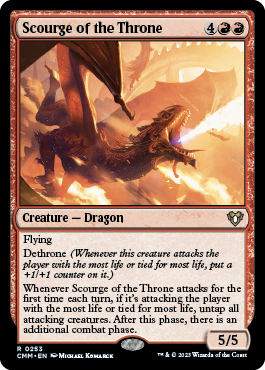 Scourge of the Throne 4
Creature — Dragon
Flying
Dethrone (Whenever this creature attacks the
player with the most life or tied for most life, put a
+1/+1 counter on it.)
Whenever Scourge of the Throne attacks for the
first time each turn, if it's attacking the player
with the most life or tied for most life, untap all
attacking creatures. After this phase, there is an
additional combat phase.
5/5
R 0253
CMM • EN Michael Komarck
™ & © 2023 Wizards of the Coast